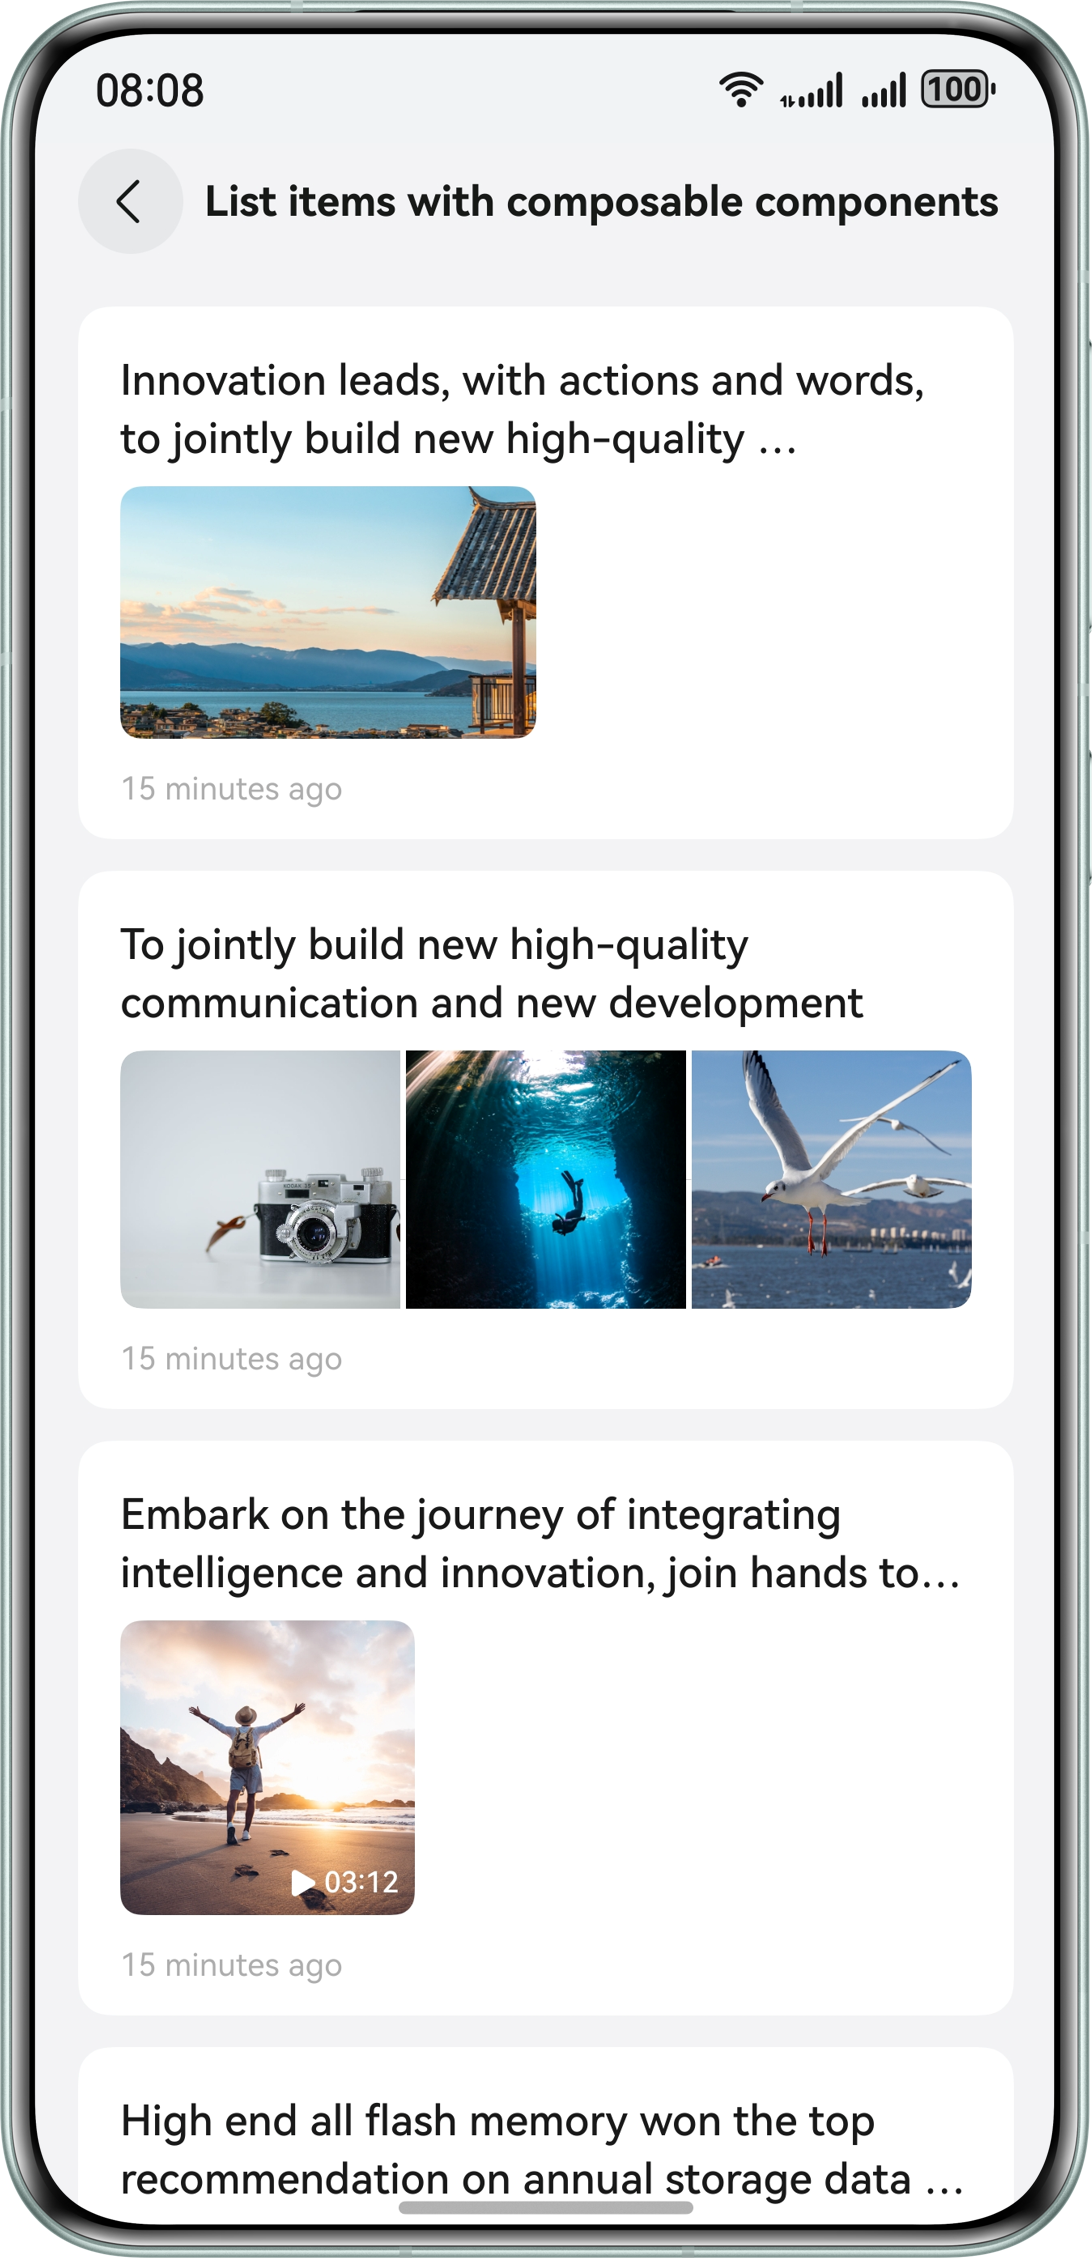 08:08
100
List items with composable components
Innovation leads, with actions and words,
to jointly build new high-quality ...
15 minutes ago
To jointly build new high-quality
communication and new development
KODAK
15 minutes ago
Embark on the journey of integrating
intelligence and innovation, join hands to...
03:12
15 minutes ago
High end all flash memory won the top
recommendation on annual storage data ...